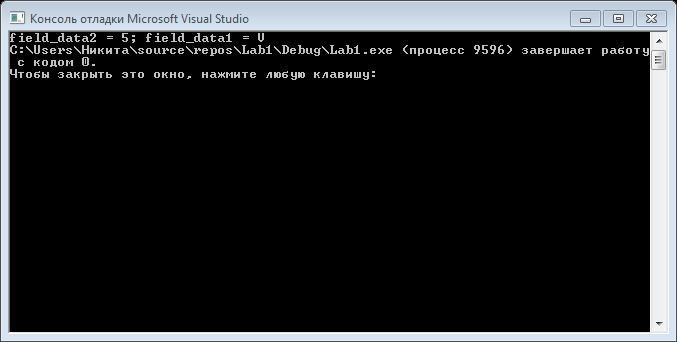 Консоль отладки Microsoft Visual Studio
field_data2 = 5; field_data1 = V
C:\Users\Никита\source\repos\Lab1\Debug\Lab1.exe (процесс 9596) завершает работу
с кодом 0.
Чтобы закрыть это окно, нажмите любую клавишу: